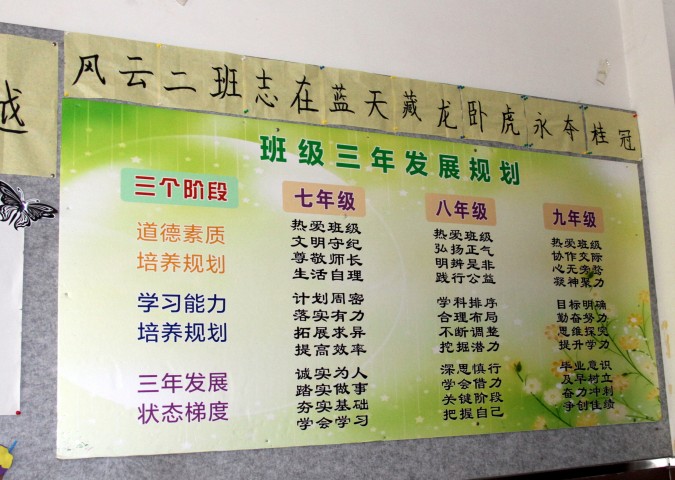 越
风云二班志在蓝天藏龙卧虎永夺桂冠
班级三年发展规划
三个阶段 七年级 八年级 九年级
道德素质
培养规划
热爱班级
文明守纪
尊敬师长
生活自理
热爱班级
弘扬正气
明辨是非
践行公益
热爱班级
协作交际
心无旁骛
凝神聚力
学习能力
培养规划
计划周密
落实有力
拓展求异
提高效率
学科排序
合理布局
不断调整
挖掘潜力
目标明确
勤奋努力
思维探究
提升学力
三年发展
状态梯度
诚实为人
踏实做事
夯实基础
学会学习
深思慎行
学会借力
关键阶段
把握自己
毕业意识
及早树立
奋力冲刺
争创佳绩